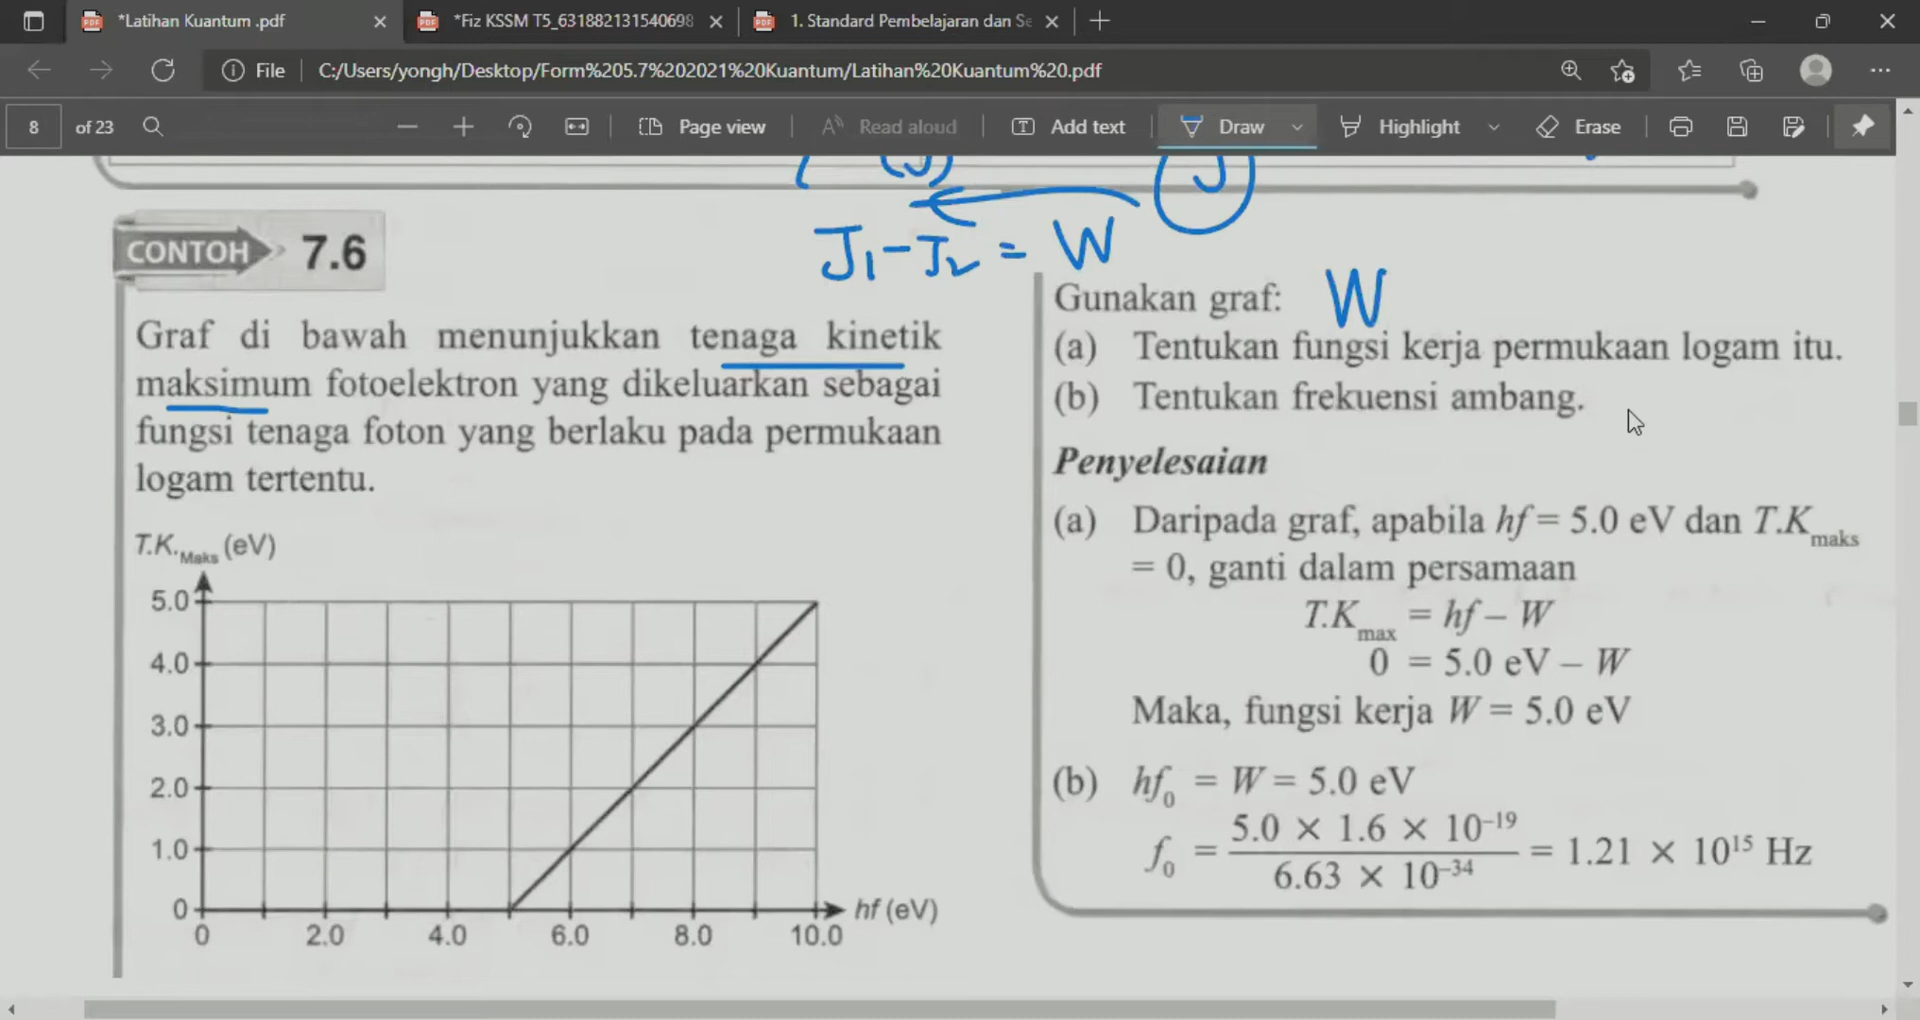 *Latihan Kuantum .pdf
*Fiz KSSM T5_631882131540698
1. Standard Pembelajaran dan Se
File
C:/Users/yongh/Desktop/Form%205.7%202021%20Kuantum/Latihan%20Kuantum%20.pdf
8 of 23
Page view
Read aloud
Add text
Draw
Highlight
Erase
J₁ - J₂ = W
CONTOH 7.6
Graf di bawah menunjukkan tenaga kinetik
maksimum fotoelektron yang dikeluarkan sebagai
fungsi tenaga foton yang berlaku pada permukaan
logam tertentu.
T.K.Maks (eV)
5.0
4.0
3.0
2.0
1.0
0
0 2.0 4.0 6.0 8.0 10.0
hf (eV)
Gunakan graf: W
(a) Tentukan fungsi kerja permukaan logam itu.
(b) Tentukan frekuensi ambang.
Penyelesaian
(a) Daripada graf, apabila hf = 5.0 eV dan T.Kmaks
= 0, ganti dalam persamaan
T.Kmax = hf – W
0 = 5.0 eV – W
Maka, fungsi kerja W = 5.0 eV
(b) hf₀ = W = 5.0 eV
f₀ = 5.0 × 1.6 × 10⁻¹⁹ / 6.63 × 10⁻³⁴ = 1.21 × 10¹⁵ Hz